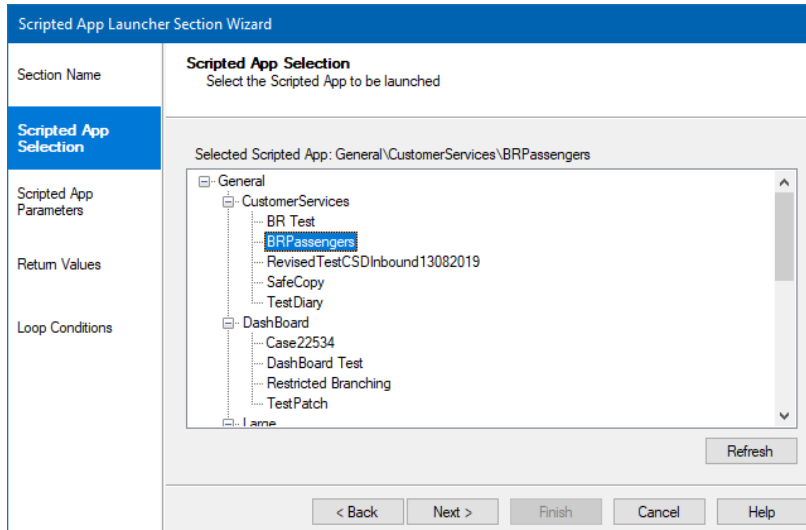 Scripted App Launcher Section Wizard
Section Name
Scripted App
Selection
Scripted App
Parameters
Return Values
Loop Conditions
Scripted App Selection
Select the Scripted App to be launched
Selected Scripted App: General\CustomerServices\BRPassengers
General
CustomerServices
BR Test
BRPassengers
RevisedTestCSDInbound13082019
SafeCopy
TestDiary
DashBoard
Case22534
DashBoard Test
Restricted Branching
TestPatch
Large
Refresh
< Back
Next >
Finish
Cancel
Help